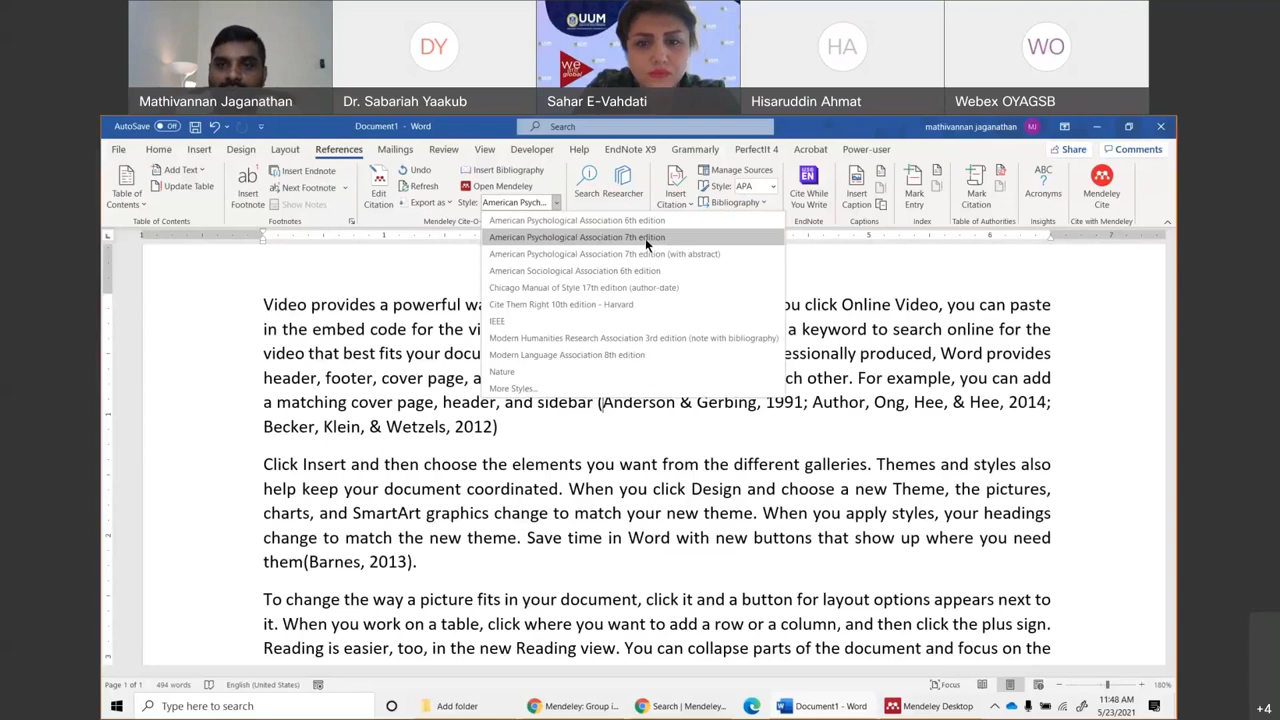 UUM
we are
global
DY
HA
WO
Mathivannan Jaganathan
Dr. Sabariah Yaakub
Sahar E-Vahdati
Hisaruddin Ahmat
Webex OYAGSB
AutoSave Off
Document1 - Word
Search
mathivannan jaganathan
MJ
File Home Insert Design Layout References Mailings Review View Developer Help EndNote X9 Grammarly PerfectIt 4 Acrobat Power-user
Share Comments
Table of Contents
Add Text
Update Table
Table of Contents
ab
Insert Footnote
Insert Endnote
Next Footnote
Show Notes
Footnotes
Edit Citation
Undo
Refresh
Export as
Insert Bibliography
Open Mendeley
Style: American Psych...
Mendeley Cite-O-
Search Researcher
Insert Citation
Manage Sources
Style: APA
Bibliography
EN
Cite While You Write
EndNote
Insert Caption
Captions
Mark Entry
Index
Mark Citation
Table of Authorities
ABC
Acronyms
Acronyms
Mendeley Cite
Mendeley
American Psychological Association 6th edition
American Psychological Association 7th edition
American Psychological Association 7th edition (with abstract)
American Sociological Association 6th edition
Chicago Manual of Style 17th edition (author-date)
Cite Them Right 10th edition - Harvard
IEEE
Modern Humanities Research Association 3rd edition (note with bibliography)
Modern Language Association 8th edition
Nature
More Styles...
Video provides a powerful wa ou click Online Video, you can paste
in the embed code for the vi a keyword to search online for the
video that best fits your docu essionally produced, Word provides
header, footer, cover page, a ch other. For example, you can add
a matching cover page, header, and sidebar (Anderson & Gerbing, 1991; Author, Ong, Hee, & Hee, 2014;
Becker, Klein, & Wetzels, 2012)
Click Insert and then choose the elements you want from the different galleries. Themes and styles also
help keep your document coordinated. When you click Design and choose a new Theme, the pictures,
charts, and SmartArt graphics change to match your new theme. When you apply styles, your headings
change to match the new theme. Save time in Word with new buttons that show up where you need
them(Barnes, 2013).
To change the way a picture fits in your document, click it and a button for layout options appears next to
it. When you work on a table, click where you want to add a row or a column, and then click the plus sign.
Reading is easier, too, in the new Reading view. You can collapse parts of the document and focus on the
Page 1 of 1 494 words English (United States)
Focus
180%
Type here to search
Add folder
Mendeley: Group i...
Search | Mendeley...
Document1 - Word
Mendeley Desktop
11:48 AM
5/23/2021
+4